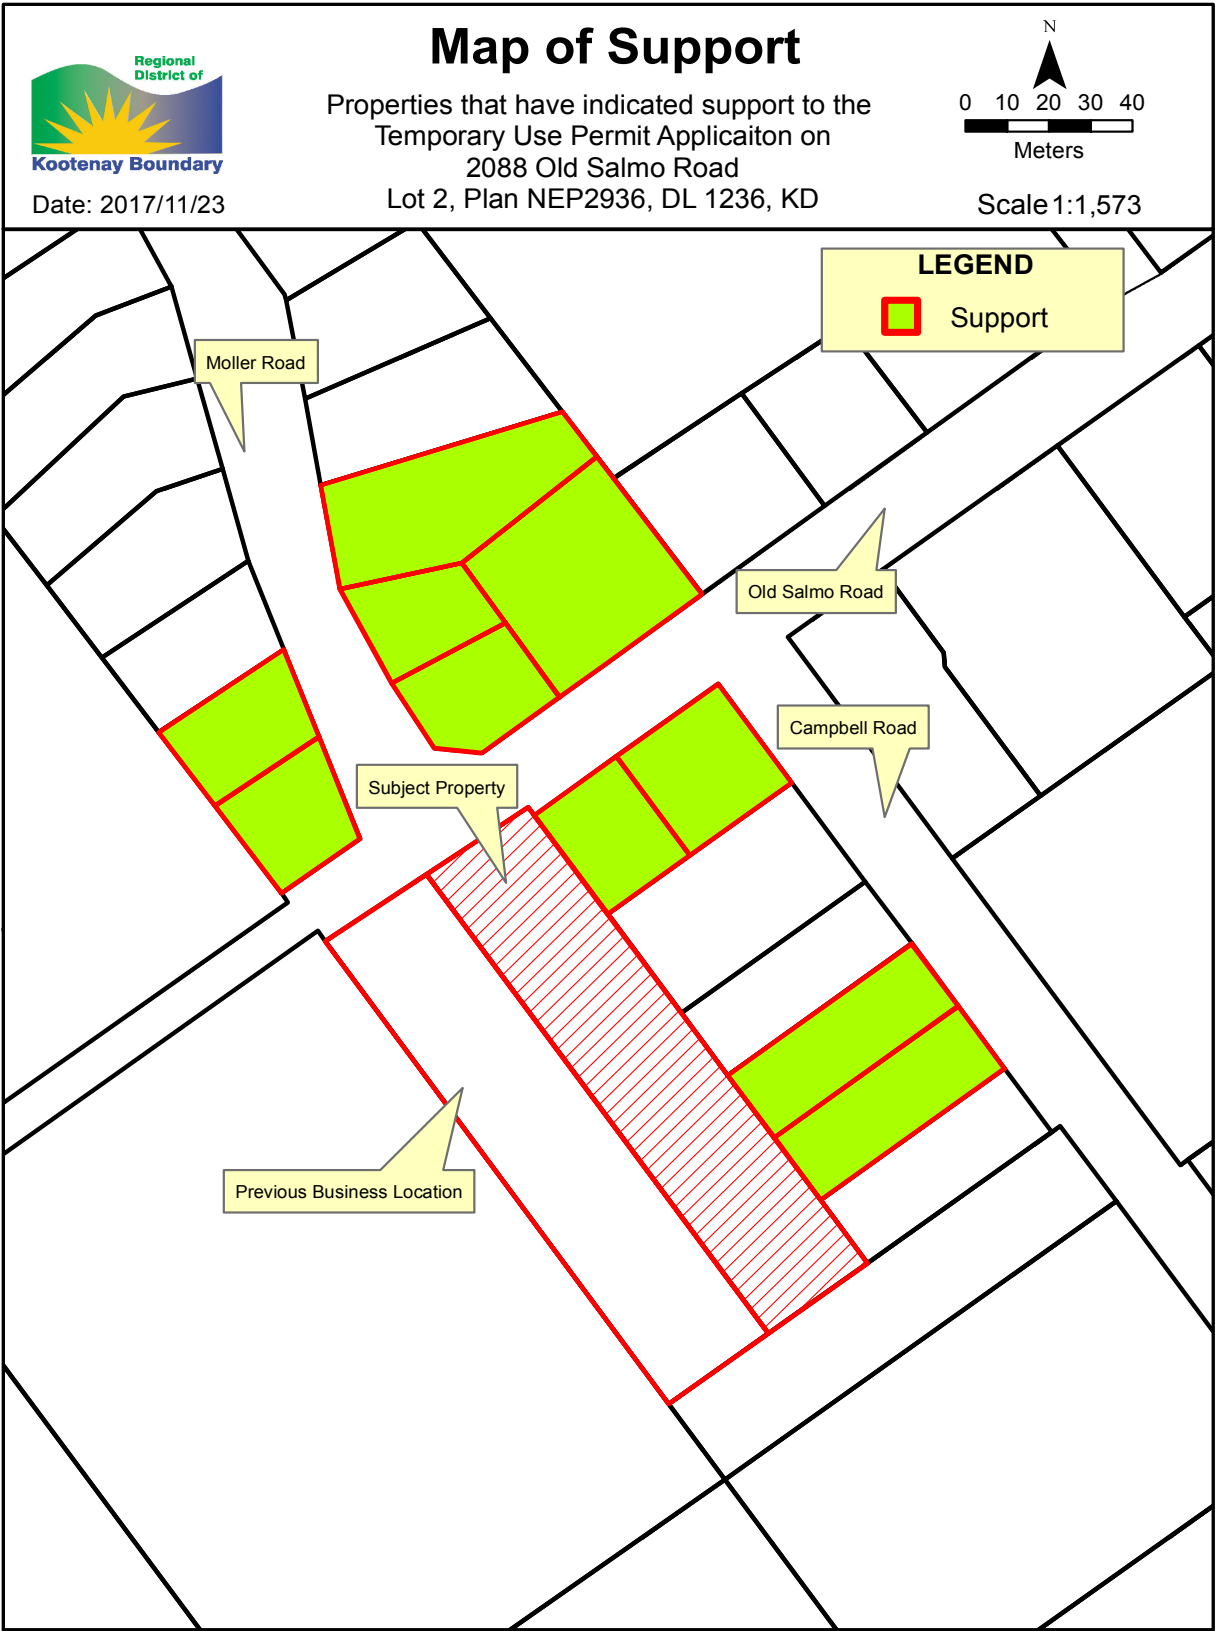 Regional
District of
Kootenay Boundary
Date: 2017/11/23
Map of Support
Properties that have indicated support to the
Temporary Use Permit Applicaiton on
2088 Old Salmo Road
Lot 2, Plan NEP2936, DL 1236, KD
N
0 10 20 30 40
Meters
Scale 1:1,573
LEGEND
Support
Moller Road
Old Salmo Road
Campbell Road
Subject Property
Previous Business Location